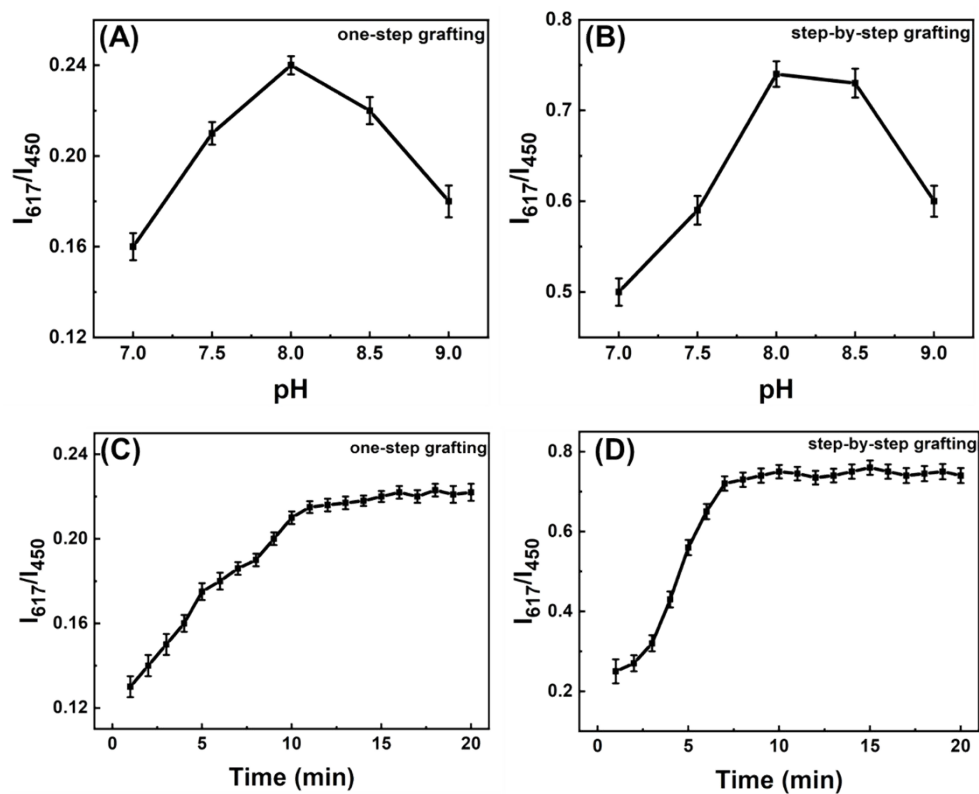 (A)
one-step grafting
0.24
0.20
0.16
0.12
I617/I450
7.0 7.5 8.0 8.5 9.0
pH
(B)
step-by-step grafting
0.8
0.7
0.6
0.5
I617/I450
7.0 7.5 8.0 8.5 9.0
pH
(C)
one-step grafting
0.24
0.20
0.16
0.12
I617/I450
0 5 10 15 20
Time (min)
(D)
step-by-step grafting
0.8
0.6
0.4
0.2
I617/I450
0 5 10 15 20
Time (min)